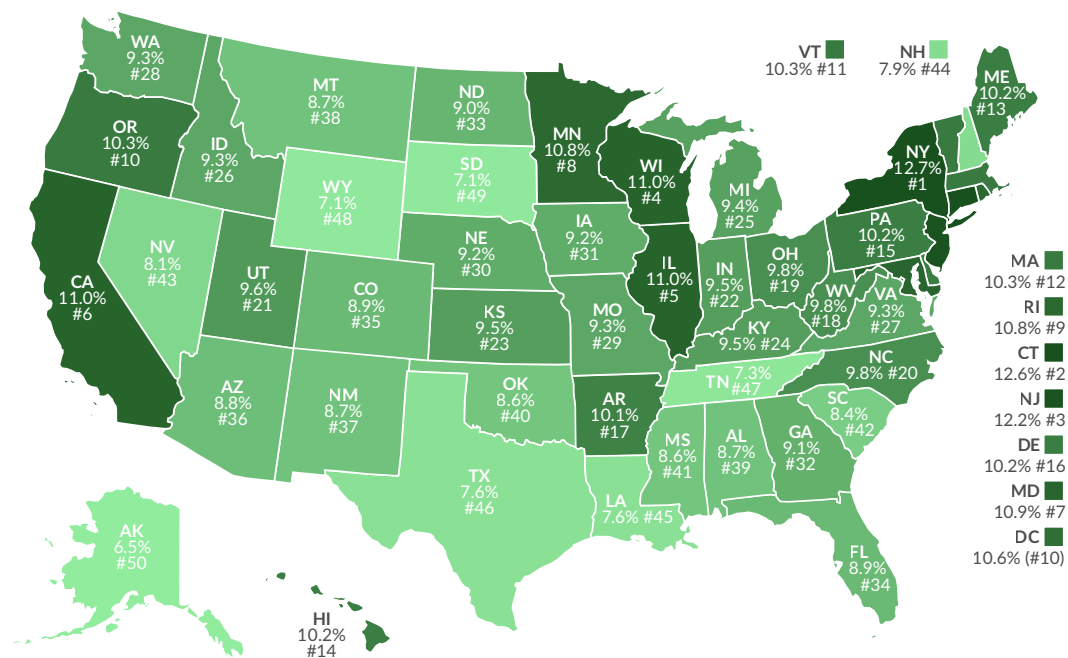 WA
9.3%
#28
MT
8.7%
#38
ND
9.0%
#33
MN
10.8%
#8
VT
10.3% #11
NH
7.9% #44
ME
10.2%
#13
OR
10.3%
#10
ID
9.3%
#26
WY
7.1%
#48
SD
7.1%
#49
WI
11.0%
#4
MI
9.4%
#25
NY
12.7%
#1
NV
8.1%
#43
CA
11.0%
#6
UT
9.6%
#21
CO
8.9%
#35
NE
9.2%
#30
IA
9.2%
#31
IL
11.0%
#5
IN
9.5%
#22
OH
9.8%
#19
PA
10.2%
#15
WV
9.8%
#18
VA
9.3%
#27
KS
9.5%
#23
MO
9.3%
#29
KY
9.5% #24
NC
9.8% #20
MA
10.3% #12
RI
10.8% #9
CT
12.6% #2
NJ
12.2% #3
DE
10.2% #16
MD
10.9% #7
DC
10.6% (#10)
AZ
8.8%
#36
NM
8.7%
#37
OK
8.6%
#40
AR
10.1%
#17
TN 7.3%
#47
SC
8.4%
#42
MS
8.6%
#41
AL
8.7%
#39
GA
9.1%
#32
TX
7.6%
#46
LA
7.6% #45
FL
8.9%
#34
AK
6.5%
#50
HI
10.2%
#14